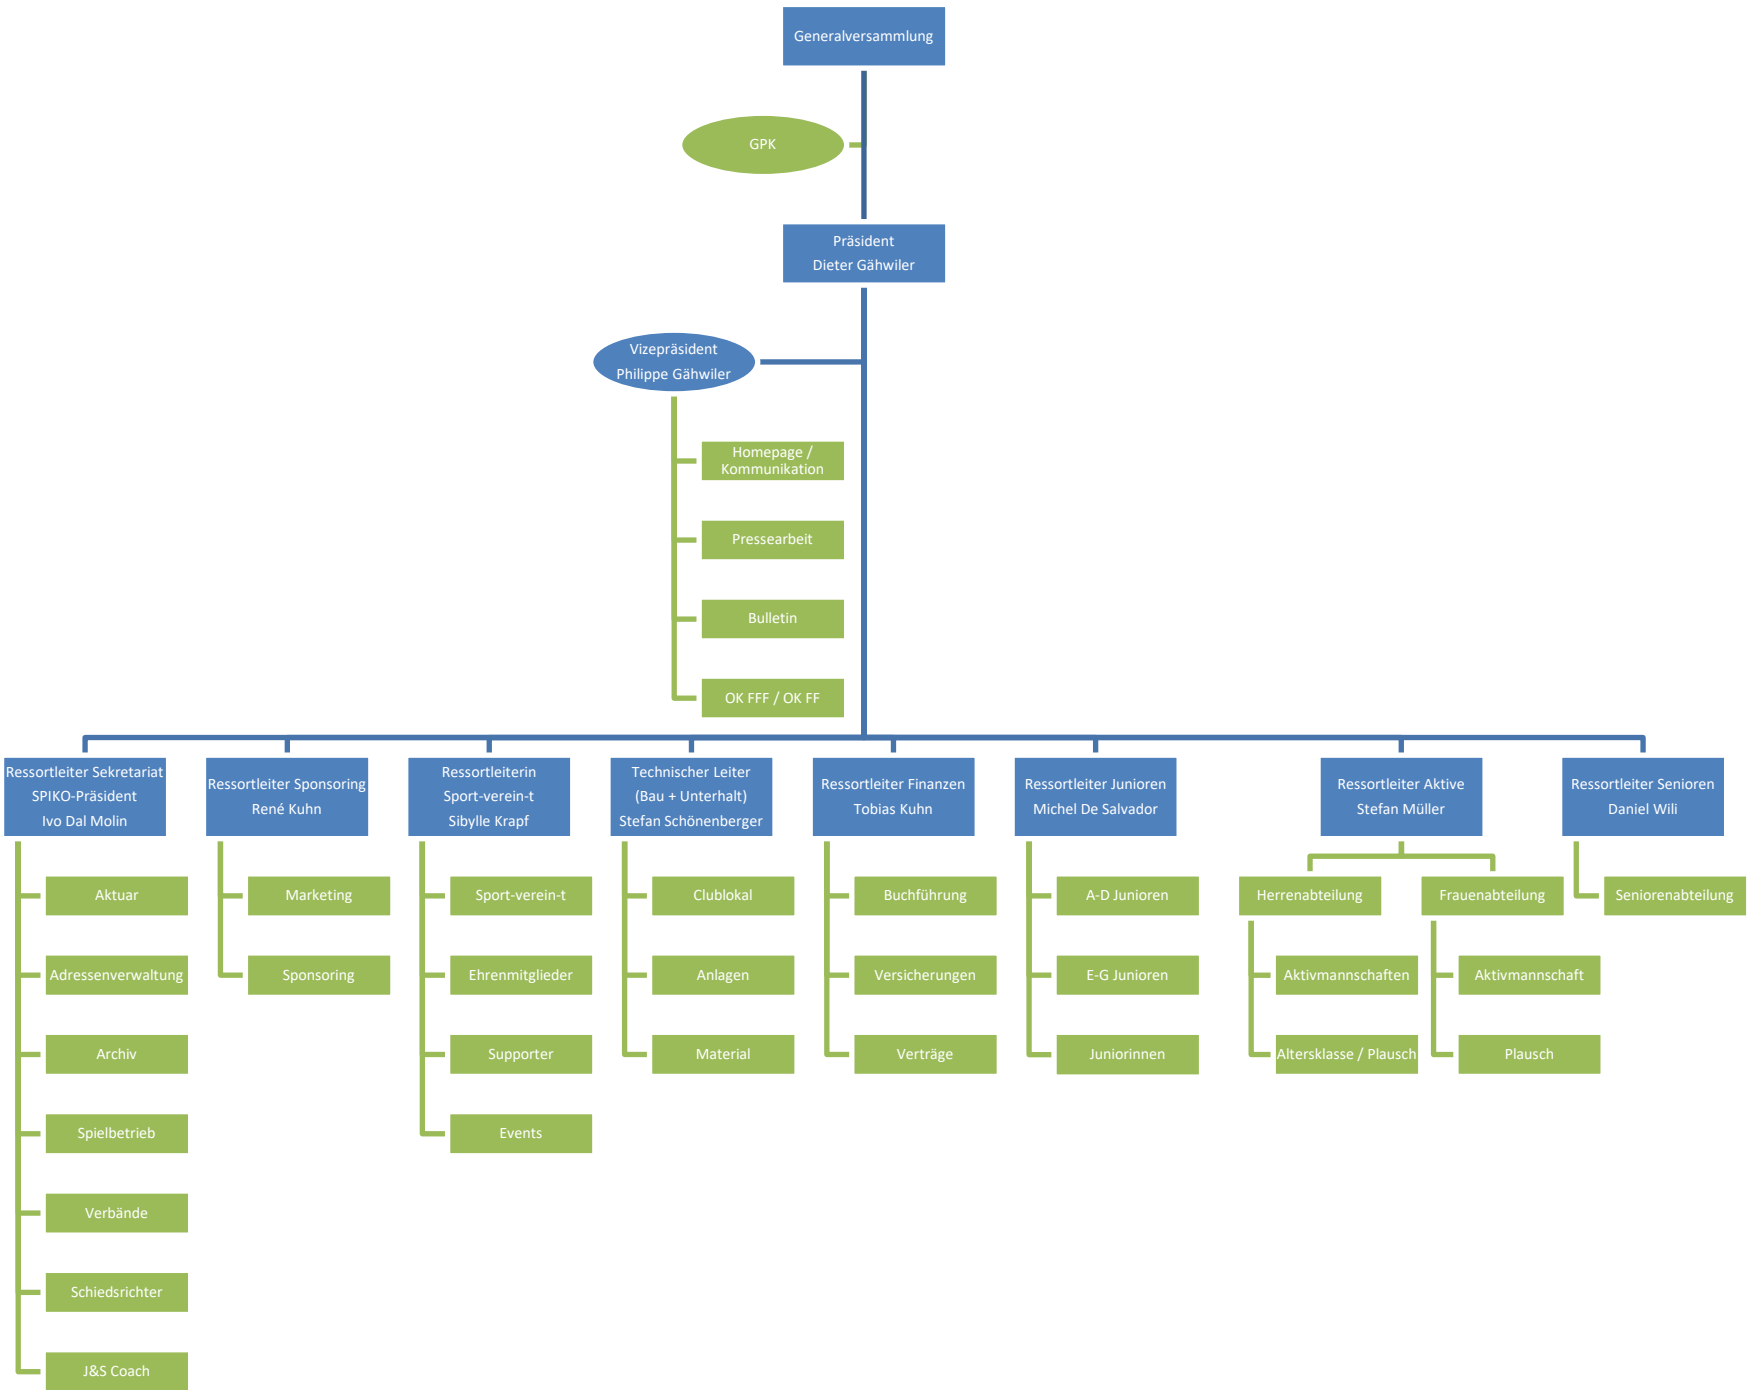 Generalversammlung
GPK
Präsident
Dieter Gähwiler
Vizepräsident
Philippe Gähwiler
Homepage /
Kommunikation
Pressearbeit
Bulletin
OK FFF / OK FF
Ressortleiter Sekretariat
SPIKO-Präsident
Ivo Dal Molin
Aktuar
Adressenverwaltung
Archiv
Spielbetrieb
Verbände
Schiedsrichter
J&S Coach
Ressortleiter Sponsoring
René Kuhn
Marketing
Sponsoring
Ressortleiterin
Sport-verein-t
Sibylle Krapf
Sport-verein-t
Ehrenmitglieder
Supporter
Events
Technischer Leiter
(Bau + Unterhalt)
Stefan Schönenberger
Clublokal
Anlagen
Material
Ressortleiter Finanzen
Tobias Kuhn
Buchführung
Versicherungen
Verträge
Ressortleiter Junioren
Michel De Salvador
A-D Junioren
E-G Junioren
Juniorinnen
Ressortleiter Aktive
Stefan Müller
Herrenabteilung
Aktivmannschaften
Altersklasse / Plausch
Frauenabteilung
Aktivmannschaft
Plausch
Ressortleiter Senioren
Daniel Wili
Seniorenabteilung